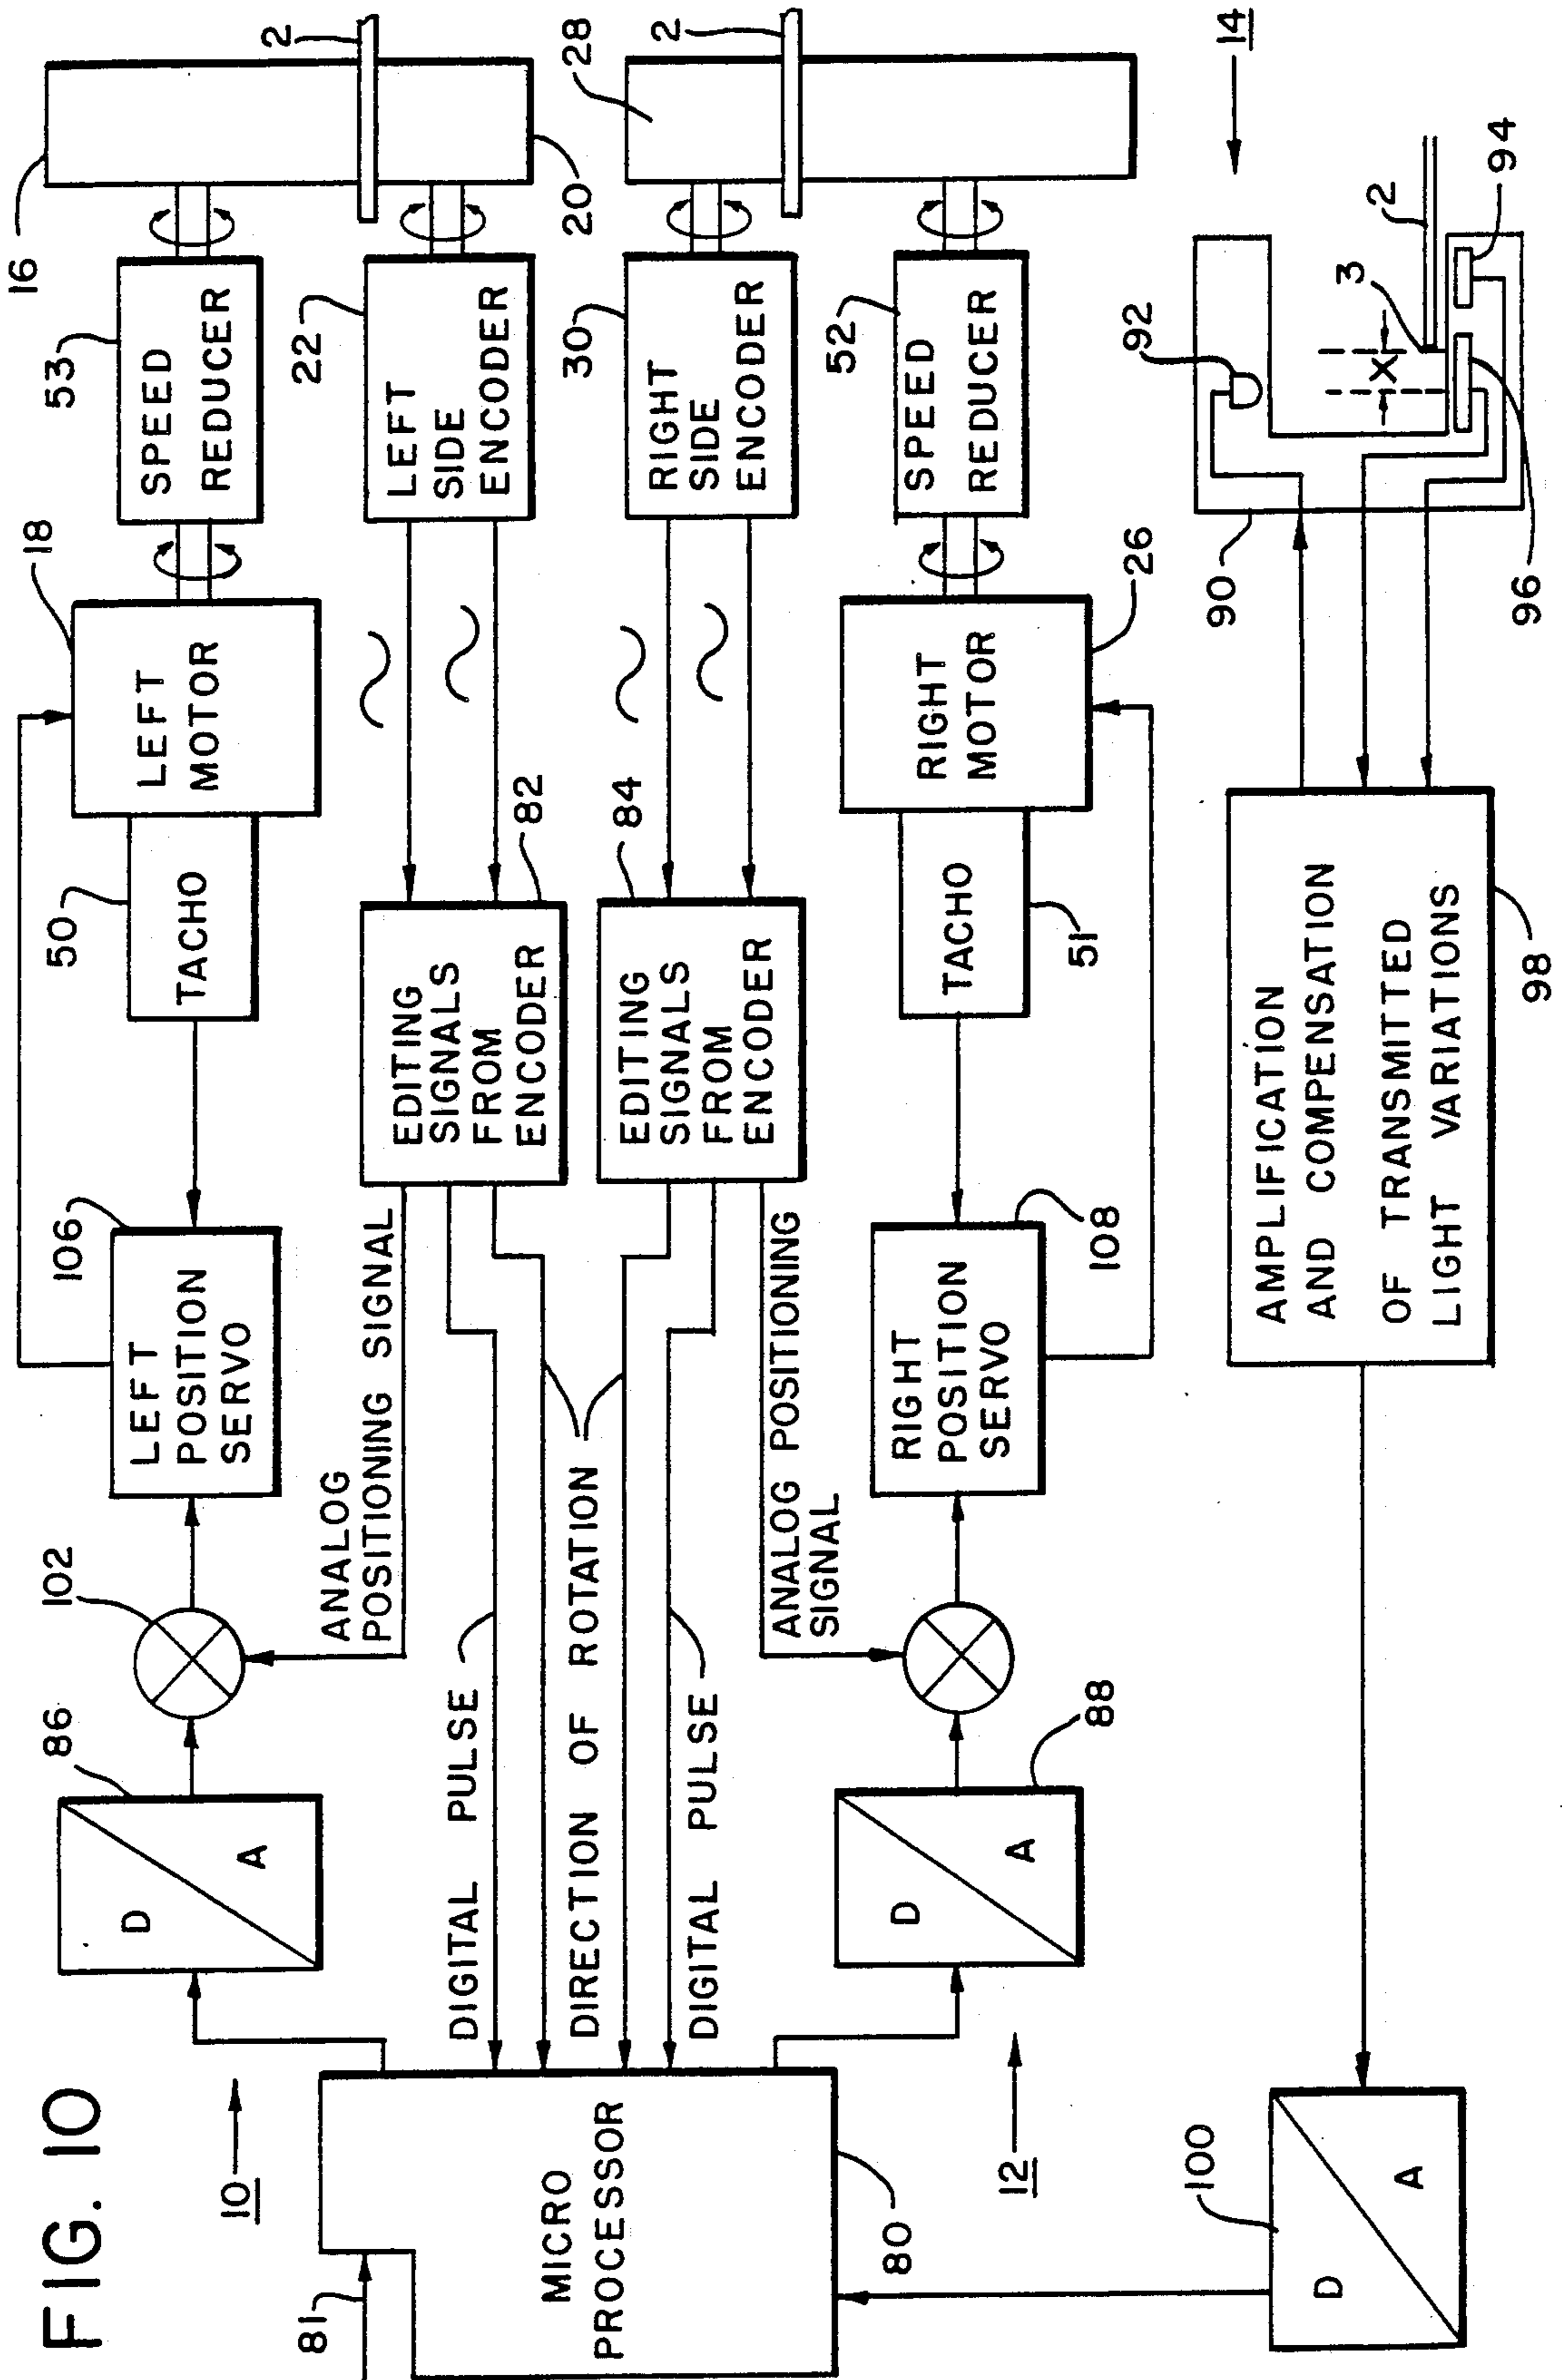 FIG. 10
10
81
MICRO
PROCESSOR
80
12
D
A
86
102
ANALOG
POSITIONING SIGNAL
DIGITAL PULSE
DIRECTION OF ROTATION
DIGITAL PULSE
ANALOG POSITIONING
SIGNAL
D
A
88
D
A
100
LEFT
POSITION
SERVO
106
TACHO
50
LEFT
MOTOR
18
SPEED
REDUCER
53
16
2
EDITING
SIGNALS
FROM
ENCODER
82
LEFT
SIDE
ENCODER
22
20
EDITING
SIGNALS
FROM
ENCODER
84
RIGHT
SIDE
ENCODER
30
28
2
RIGHT
POSITION
SERVO
108
TACHO
51
RIGHT
MOTOR
26
SPEED
REDUCER
52
14
AMPLIFICATION
AND COMPENSATION
OF TRANSMITTED
LIGHT VARIATIONS
98
90
92
X
3
2
94
96